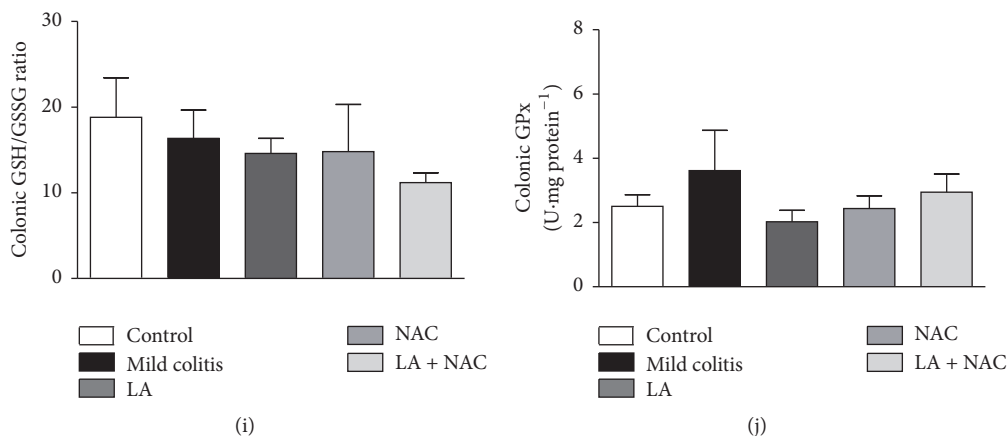 30
20
10
0
Colonic GSH/GSSG ratio
Control
Mild colitis
LA
NAC
LA + NAC
(i)
8
6
4
2
0
Colonic GPx
(U·mg protein−1)
Control
Mild colitis
LA
NAC
LA + NAC
(j)